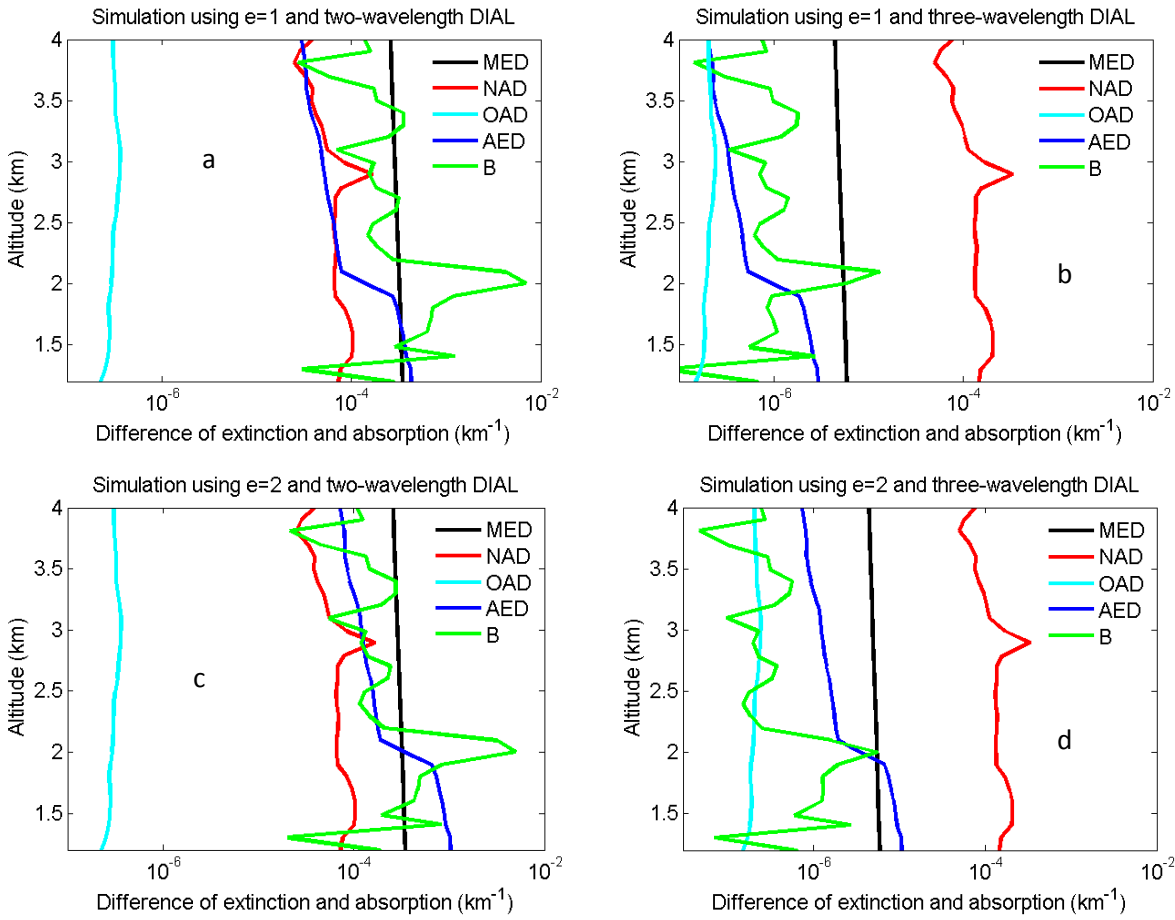 Simulation using e=1 and two-wavelength DIAL
4
3.5
3
2.5
2
1.5
Altitude (km)
a
MED
NAD
OAD
AED
B
10^-6
10^-4
10^-2
Difference of extinction and absorption (km^-1)
Simulation using e=1 and three-wavelength DIAL
4
3.5
3
2.5
2
1.5
Altitude (km)
b
MED
NAD
OAD
AED
B
10^-6
10^-4
10^-2
Difference of extinction and absorption (km^-1)
Simulation using e=2 and two-wavelength DIAL
4
3.5
3
2.5
2
1.5
Altitude (km)
c
MED
NAD
OAD
AED
B
10^-6
10^-4
10^-2
Difference of extinction and absorption (km^-1)
Simulation using e=2 and three-wavelength DIAL
4
3.5
3
2.5
2
1.5
Altitude (km)
d
MED
NAD
OAD
AED
B
10^-6
10^-4
10^-2
Difference of extinction and absorption (km^-1)